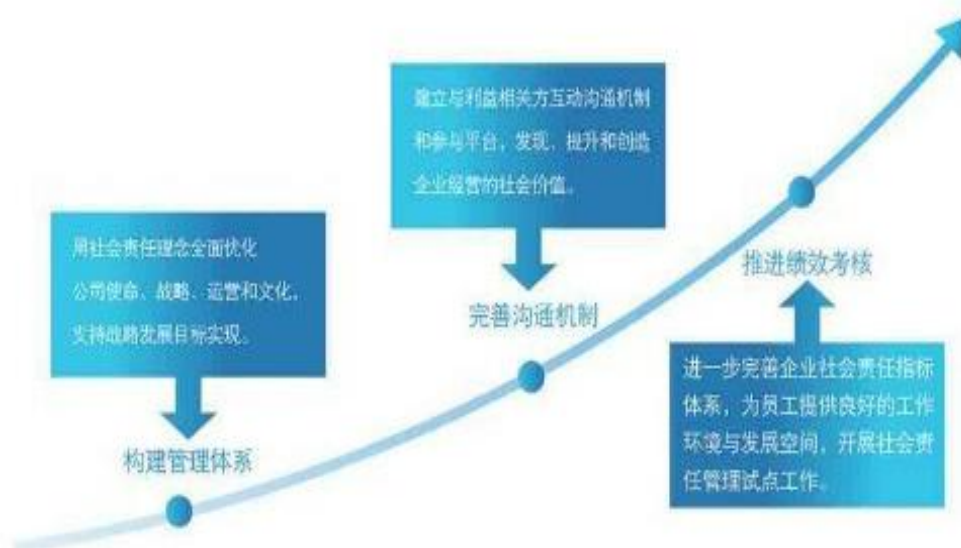 用社会责任理念全面优化
公司使命、战略、运营和文化，
支持战略发展目标实现。
构建管理体系
建立与利益相关方互动沟通机制
和参与平台，发现、提升和创造
企业经营的社会价值。
完善沟通机制
推进绩效考核
进一步完善企业社会责任指标
体系，为员工提供良好的工作
环境与发展空间，开展社会责
任管理试点工作。